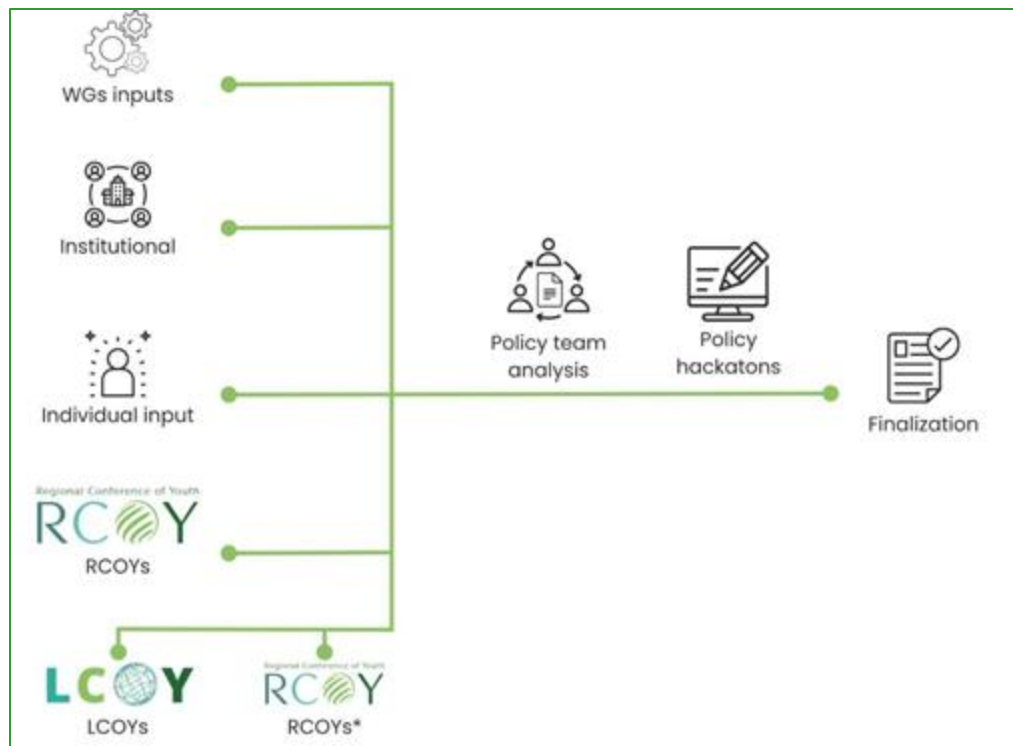 WGs inputs
Institutional
Individual input
Policy team
analysis
Policy
hackatons
Finalization
Regional Conference of Youth
RCOY
RCOYs
LCOY
LCOYs
Regional Conference of Youth
RCOY
RCOYs*